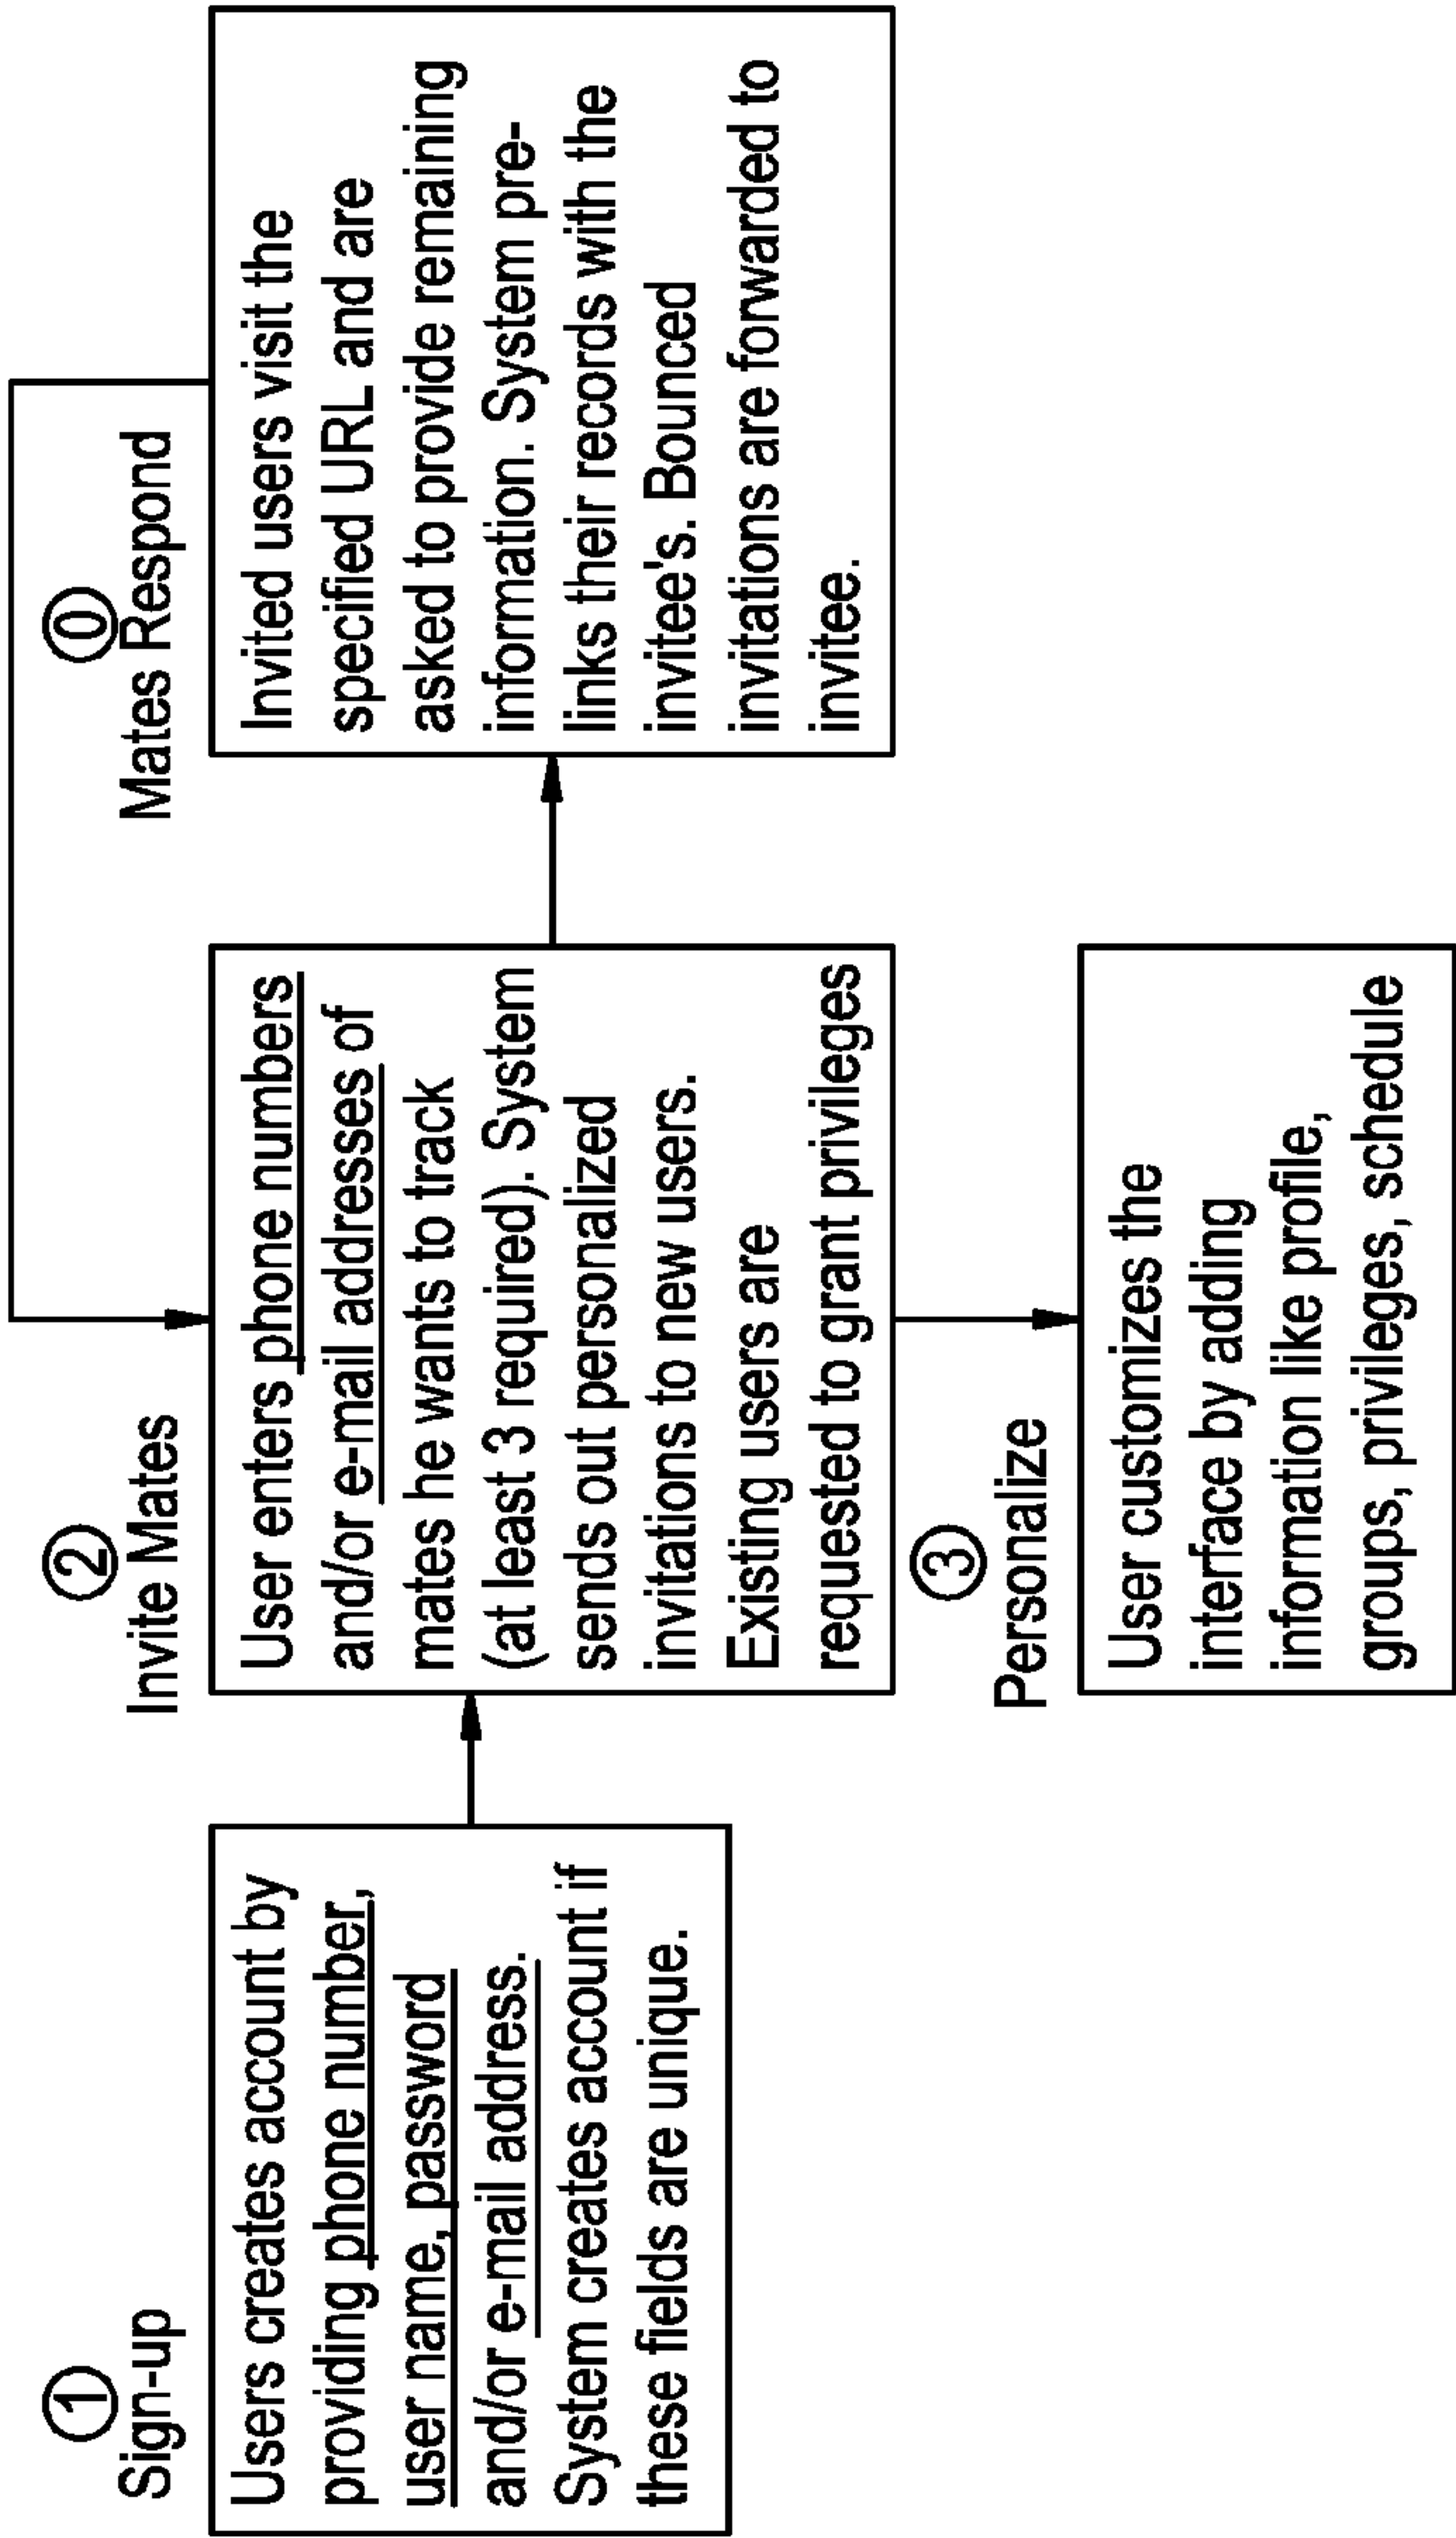 ①
Sign-up
Users creates account by
providing phone number,
user name, password
and/or e-mail address.
System creates account if
these fields are unique.
②
Invite Mates
User enters phone numbers
and/or e-mail addresses of
mates he wants to track
(at least 3 required). System
sends out personalized
invitations to new users.
Existing users are
requested to grant privileges
⓪
Mates Respond
Invited users visit the
specified URL and are
asked to provide remaining
information. System pre-
links their records with the
invitee's. Bounced
invitations are forwarded to
invitee.
③
Personalize
User customizes the
interface by adding
information like profile,
groups, privileges, schedule